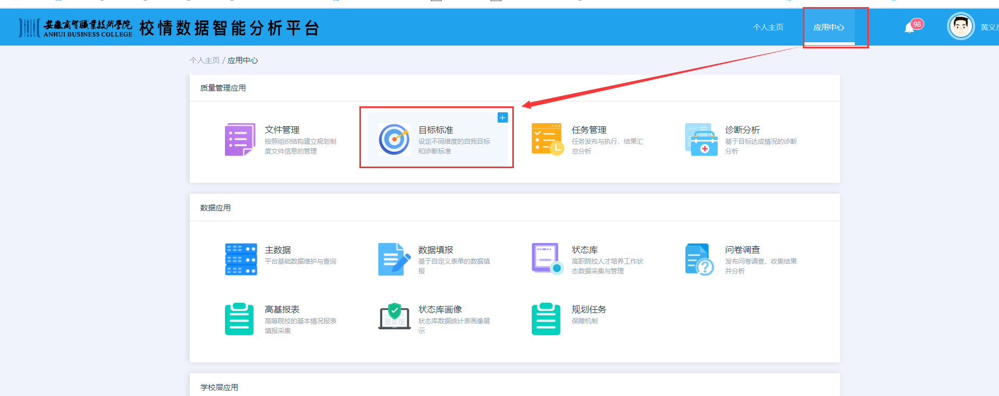 安徽商贸職業技術學院
ANHUI BUSINESS COLLEGE
校情数据智能分析平台
个人主页
应用中心
98
黄义
个人主页 / 应用中心
质量管理应用
文件管理
按照组织结构建立规划制
度文件信息的管理
目标标准
设定不同维度的自我目标
和诊断标准
任务管理
任务发布与执行，结果汇
总分析
诊断分析
基于目标达成情况的诊断
分析
数据应用
主数据
平台基础数据维护与查询
数据填报
基于自定义表单的数据填
报
状态库
高职院校人才培养工作状
态数据采集与管理
问卷调查
发布问卷调查，收集结果
并分析
高基报表
高等院校的基本情况报表
填报采集
状态库画像
状态库数据统计表画像展
示
规划任务
保障机制
学校层应用